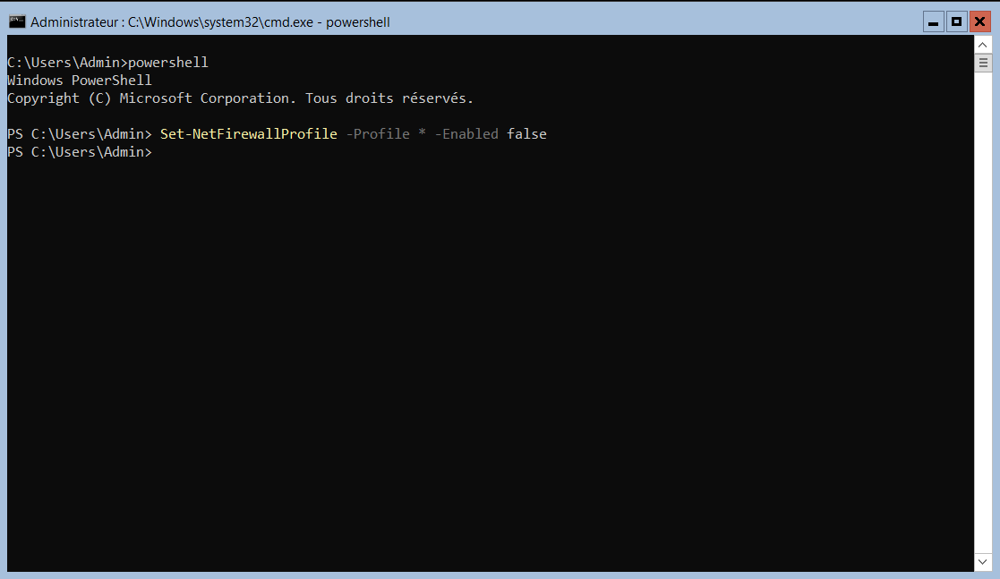 Administrateur : C:\Windows\system32\cmd.exe - powershell
C:\Users\Admin>powershell
Windows PowerShell
Copyright (C) Microsoft Corporation. Tous droits réservés.
PS C:\Users\Admin> Set-NetFirewallProfile -Profile * -Enabled false
PS C:\Users\Admin>